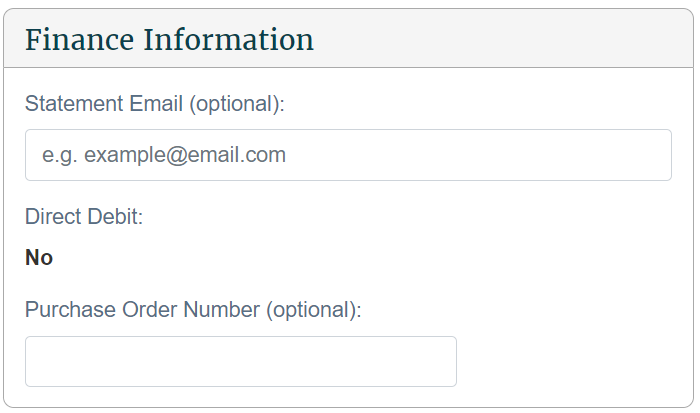 Finance Information
Statement Email (optional):
e.g. example@email.com
Direct Debit:
No
Purchase Order Number (optional):